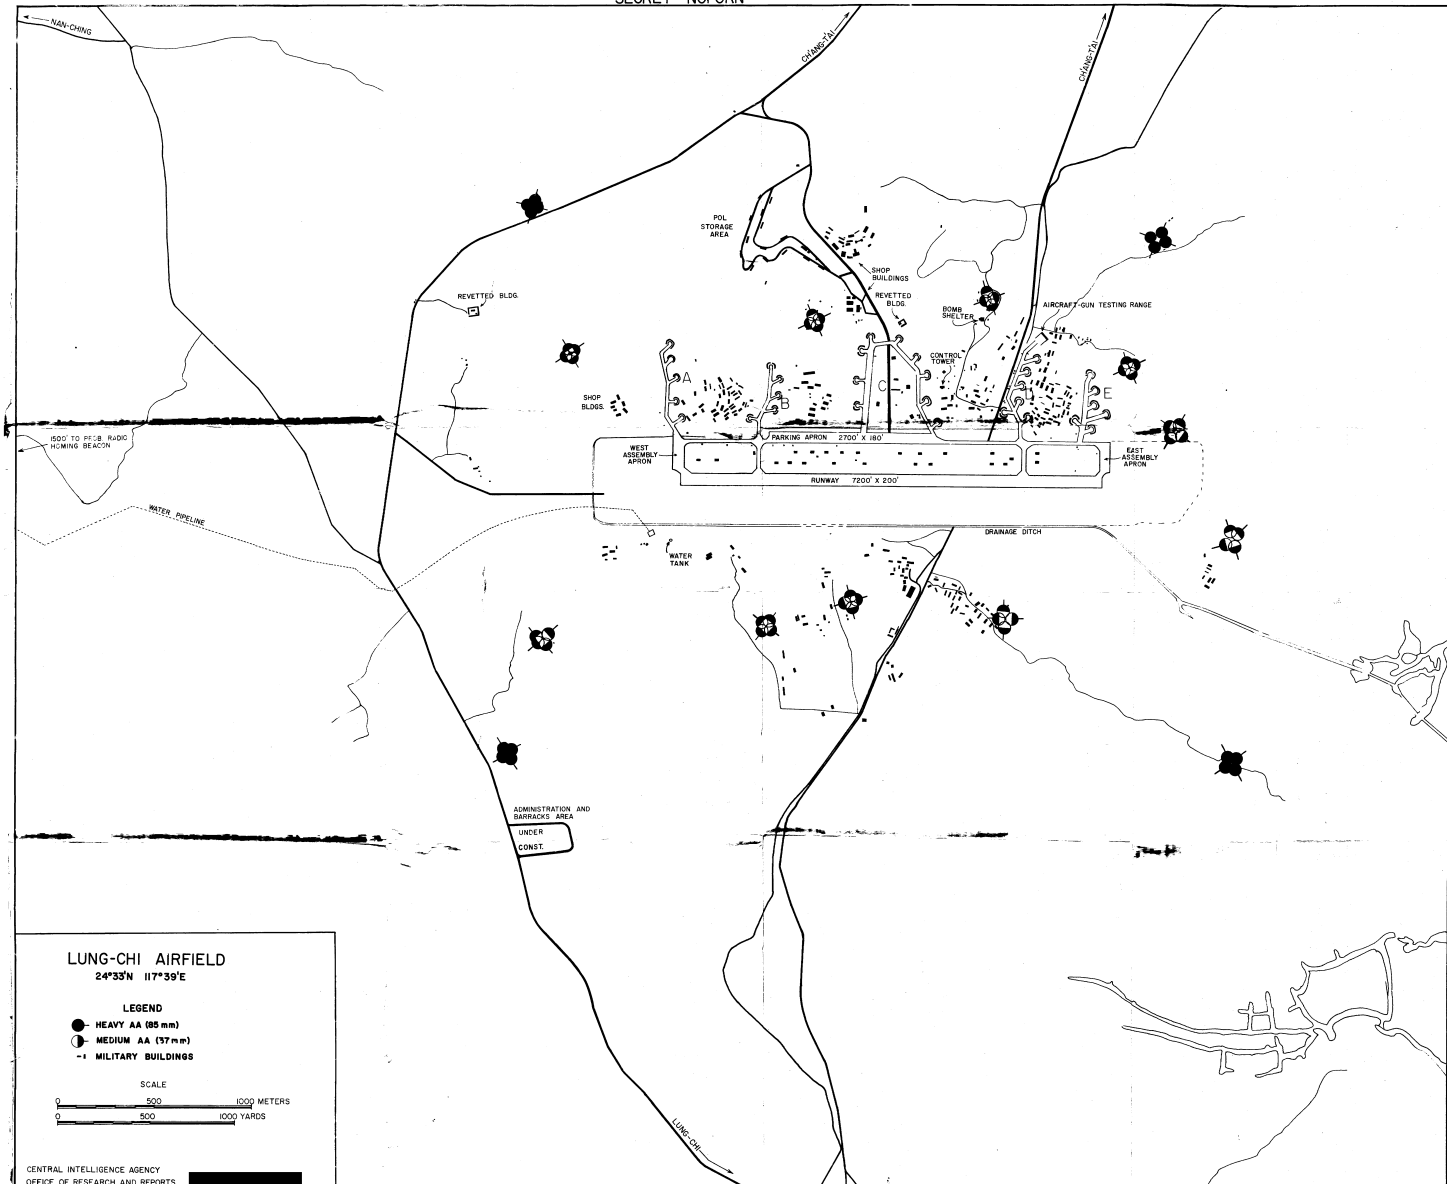 SECRET NOFORN
NAN-CHING
CH'ANG-T'AI
CH'ANG-T'AI
POL
STORAGE
AREA
SHOP
BUILDINGS
REVETTED BLDG.
REVETTED
BLDG.
BOMB
SHELTER
AIRCRAFT-GUN TESTING RANGE
CONTROL
TOWER
A
B
C
E
SHOP
BLDGS.
1500' TO PROB. RADIO
HOMING BEACON
PARKING APRON 2700' X 180'
WEST
ASSEMBLY
APRON
EAST
ASSEMBLY
APRON
RUNWAY 7200' X 200'
WATER PIPELINE
DRAINAGE DITCH
WATER
TANK
ADMINISTRATION AND
BARRACKS AREA
UNDER
CONST.
LUNG-CHI
LUNG-CHI AIRFIELD
24°33'N 117°39'E
LEGEND
HEAVY AA (85 mm)
MEDIUM AA (37 mm)
MILITARY BUILDINGS
SCALE
0 500 1000 METERS
0 500 1000 YARDS
CENTRAL INTELLIGENCE AGENCY
OFFICE OF RESEARCH AND REPORTS